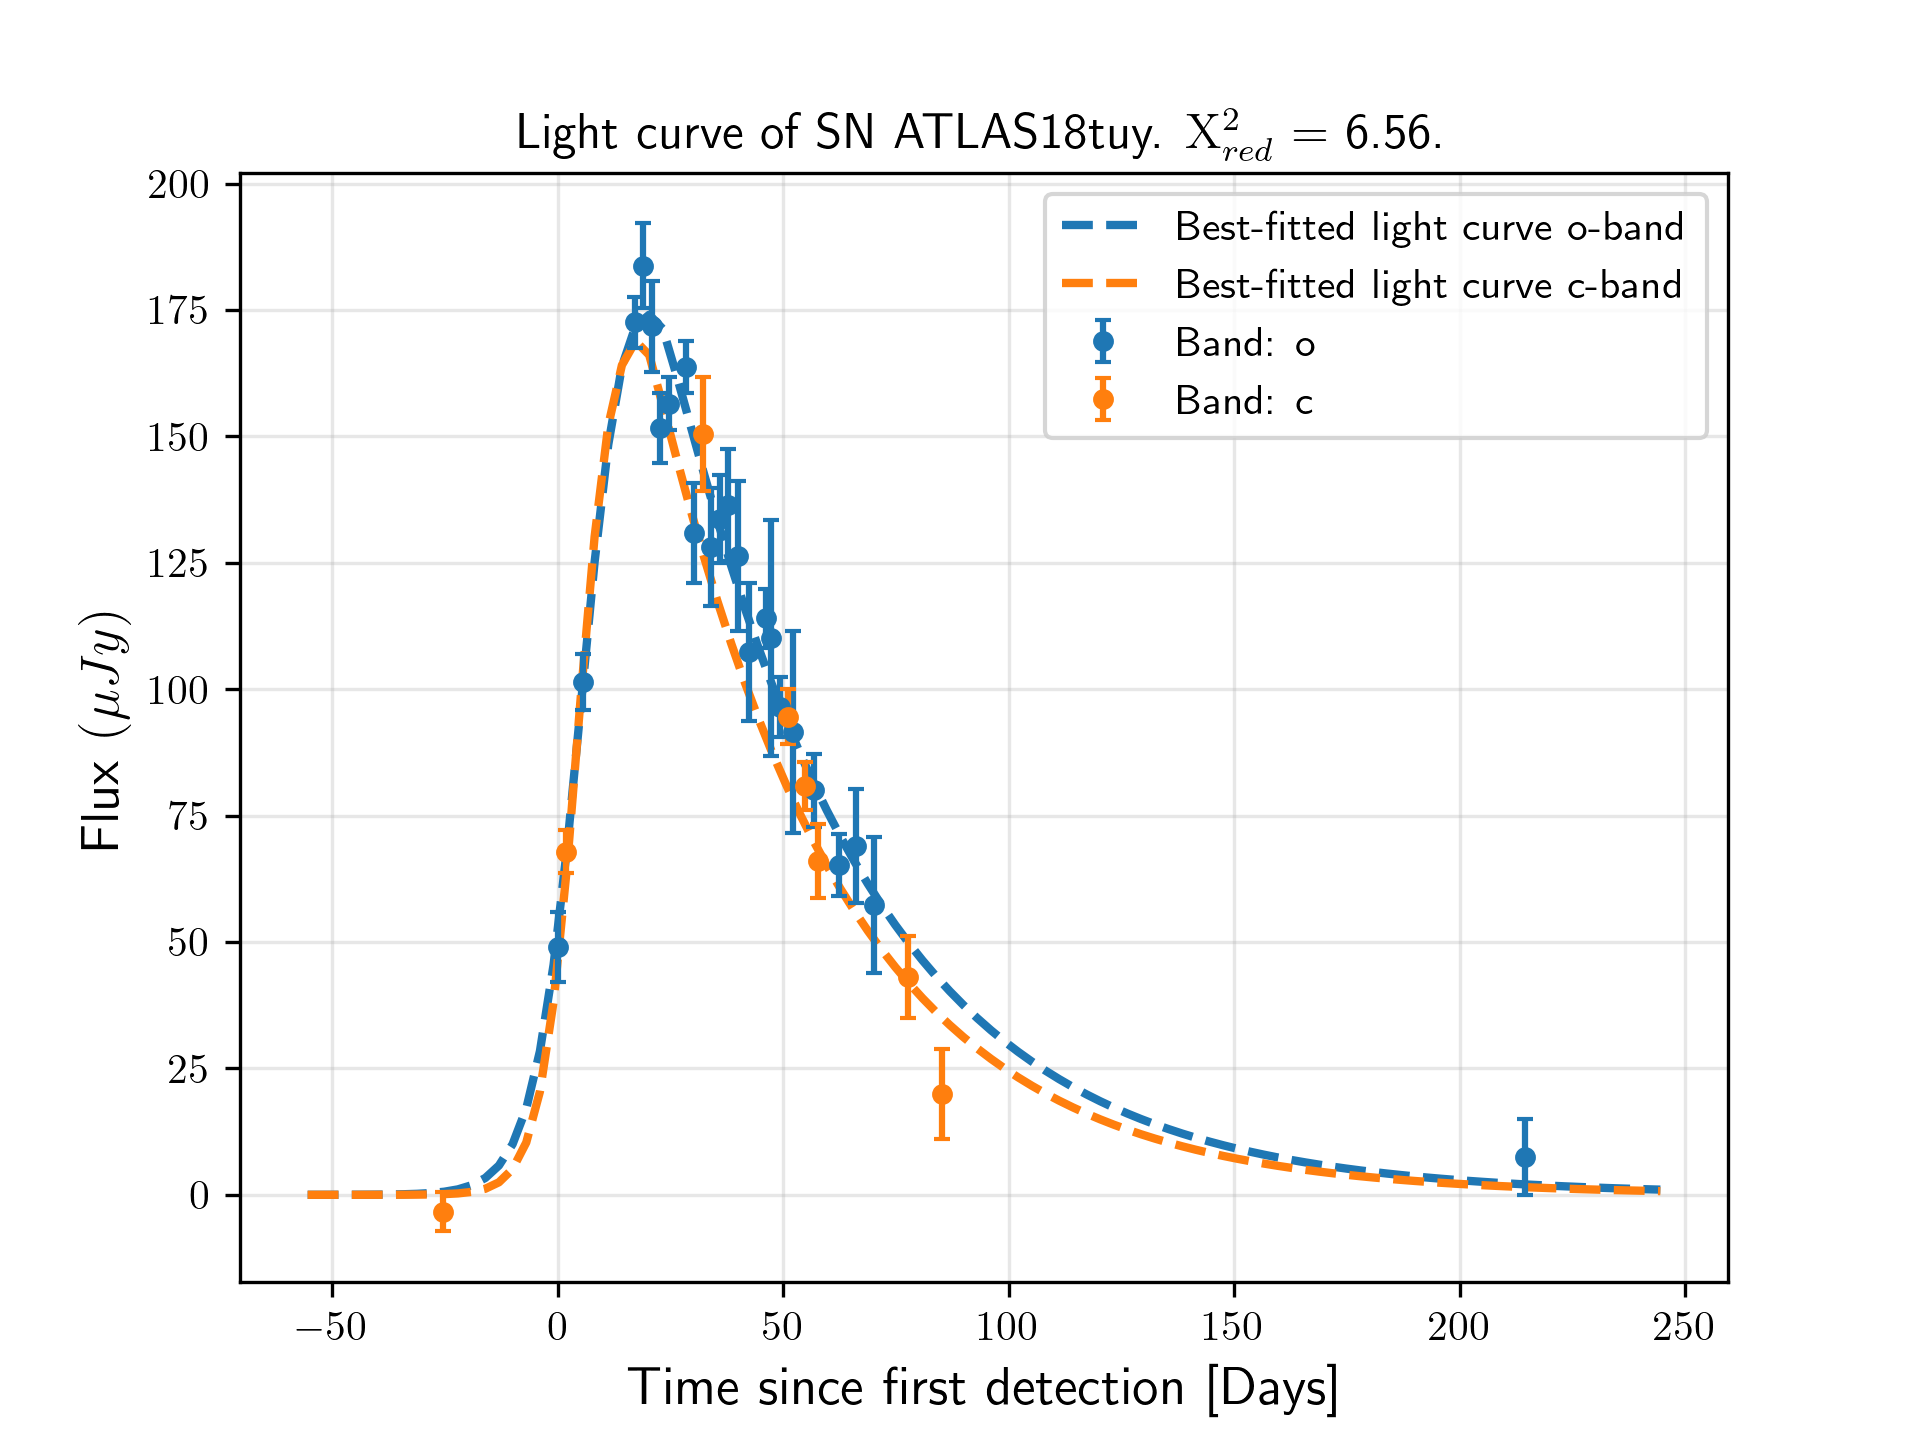 Light curve of SN ATLAS18tuy. X²_red = 6.56.
Best-fitted light curve o-band
Best-fitted light curve c-band
Band: o
Band: c
200
175
150
125
100
75
50
25
0
Flux (μJy)
−50 0 50 100 150 200 250
Time since first detection [Days]